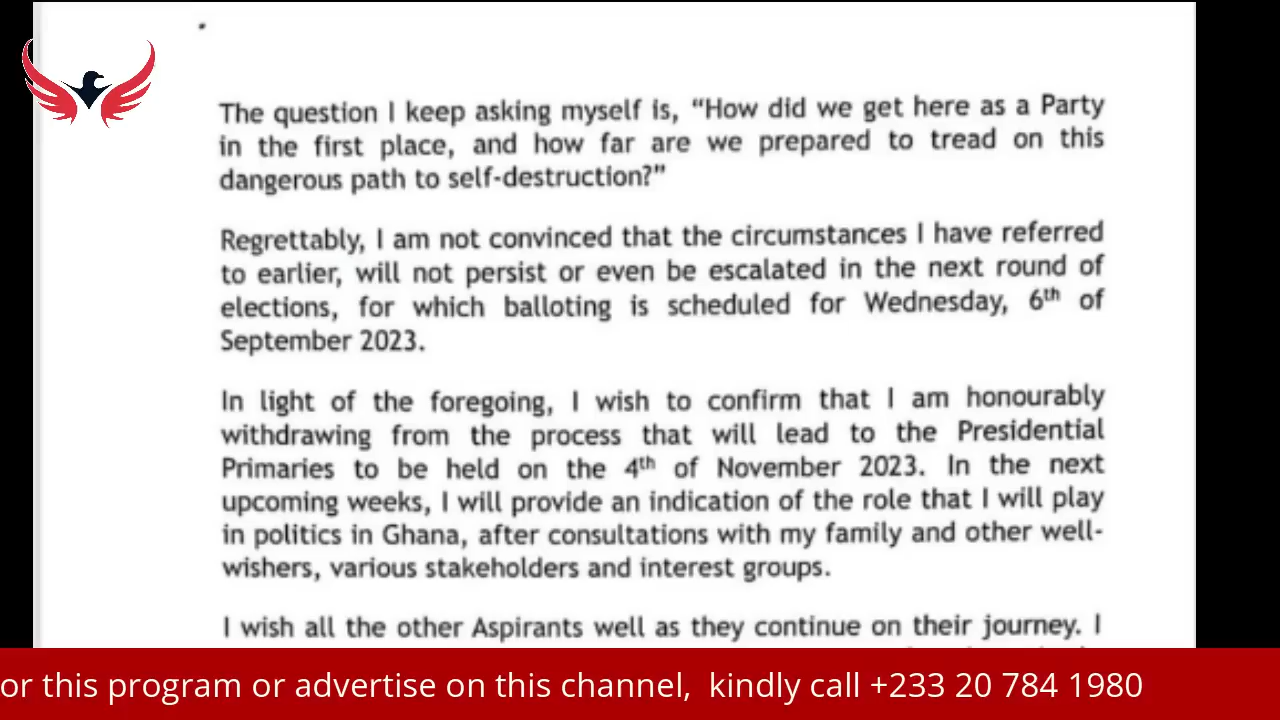 The question I keep asking myself is, “How did we get here as a Party
in the first place, and how far are we prepared to tread on this
dangerous path to self-destruction?”
Regrettably, I am not convinced that the circumstances I have referred
to earlier, will not persist or even be escalated in the next round of
elections, for which balloting is scheduled for Wednesday, 6th of
September 2023.
In light of the foregoing, I wish to confirm that I am honourably
withdrawing from the process that will lead to the Presidential
Primaries to be held on the 4th of November 2023. In the next
upcoming weeks, I will provide an indication of the role that I will play
in politics in Ghana, after consultations with my family and other well-
wishers, various stakeholders and interest groups.
I wish all the other Aspirants well as they continue on their journey. I
or this program or advertise on this channel, kindly call +233 20 784 1980